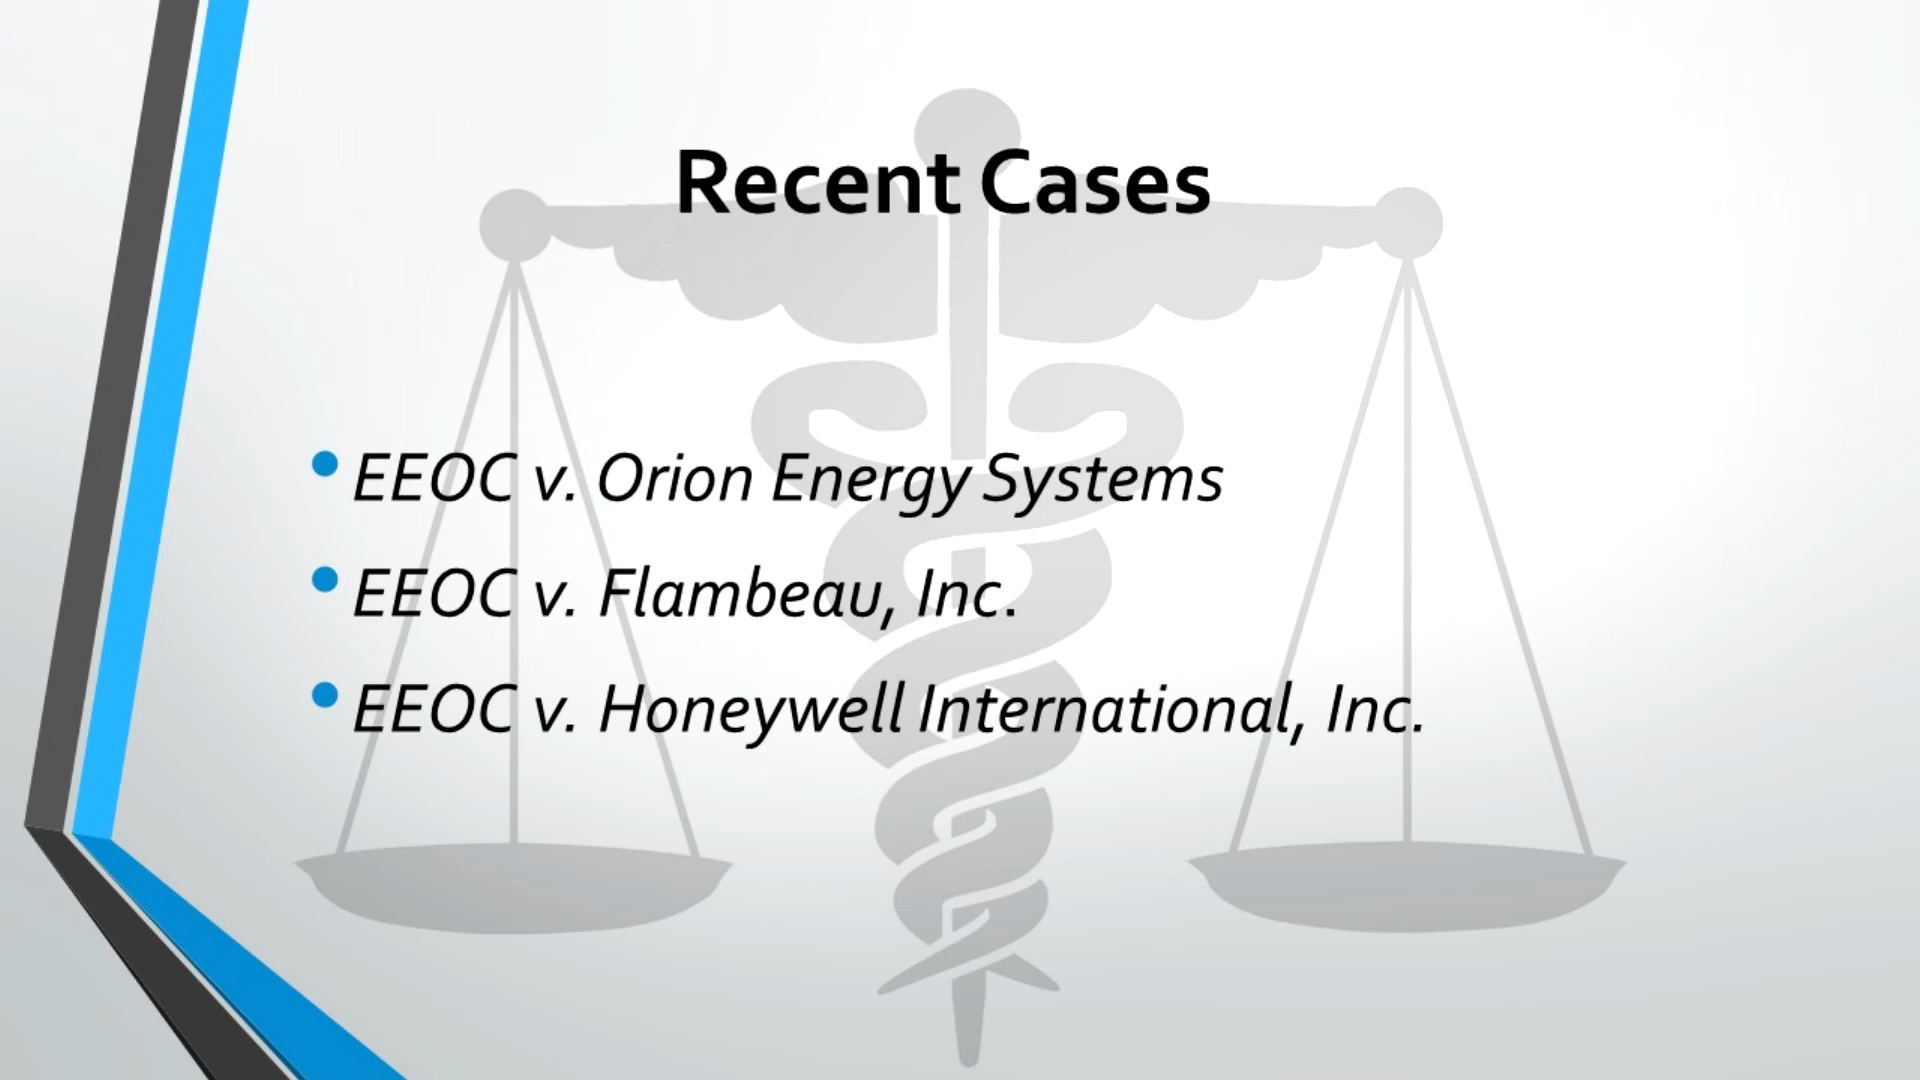 Recent Cases
EEOC v. Orion Energy Systems
EEOC v. Flambeau, Inc.
EEOC v. Honeywell International, Inc.